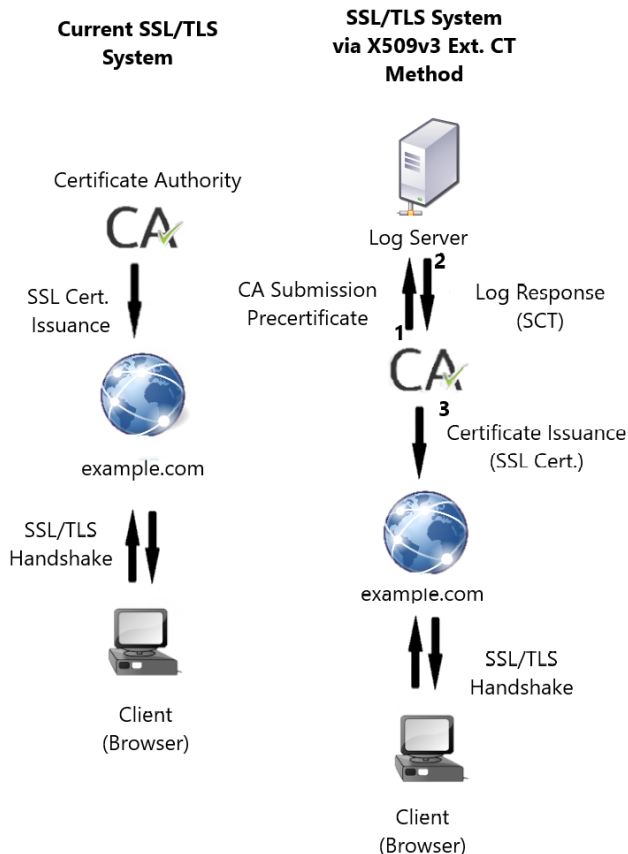 Current SSL/TLS
System
Certificate Authority
CA
SSL Cert.
Issuance
example.com
SSL/TLS
Handshake
Client
(Browser)
SSL/TLS System
via X509v3 Ext. CT
Method
Log Server
2
CA Submission
Precertificate
1
Log Response
(SCT)
CA
3
Certificate Issuance
(SSL Cert.)
example.com
SSL/TLS
Handshake
Client
(Browser)